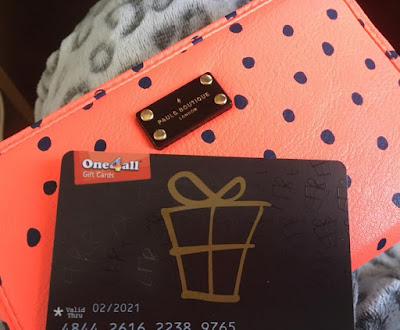 PAUL'S BOUTIQUE
LONDON
One4all
Gift Cards
* Valid Thru 02/2021
4844 2616 2238 9765